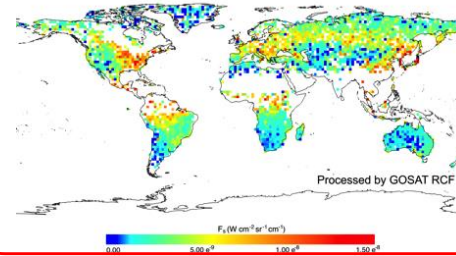 Processed by GOSAT RCF
Fₛ (W cm⁻² sr⁻¹ cm⁻¹)
0.00 5.00 e⁻⁹ 1.00 e⁻⁸ 1.50 e⁻⁸